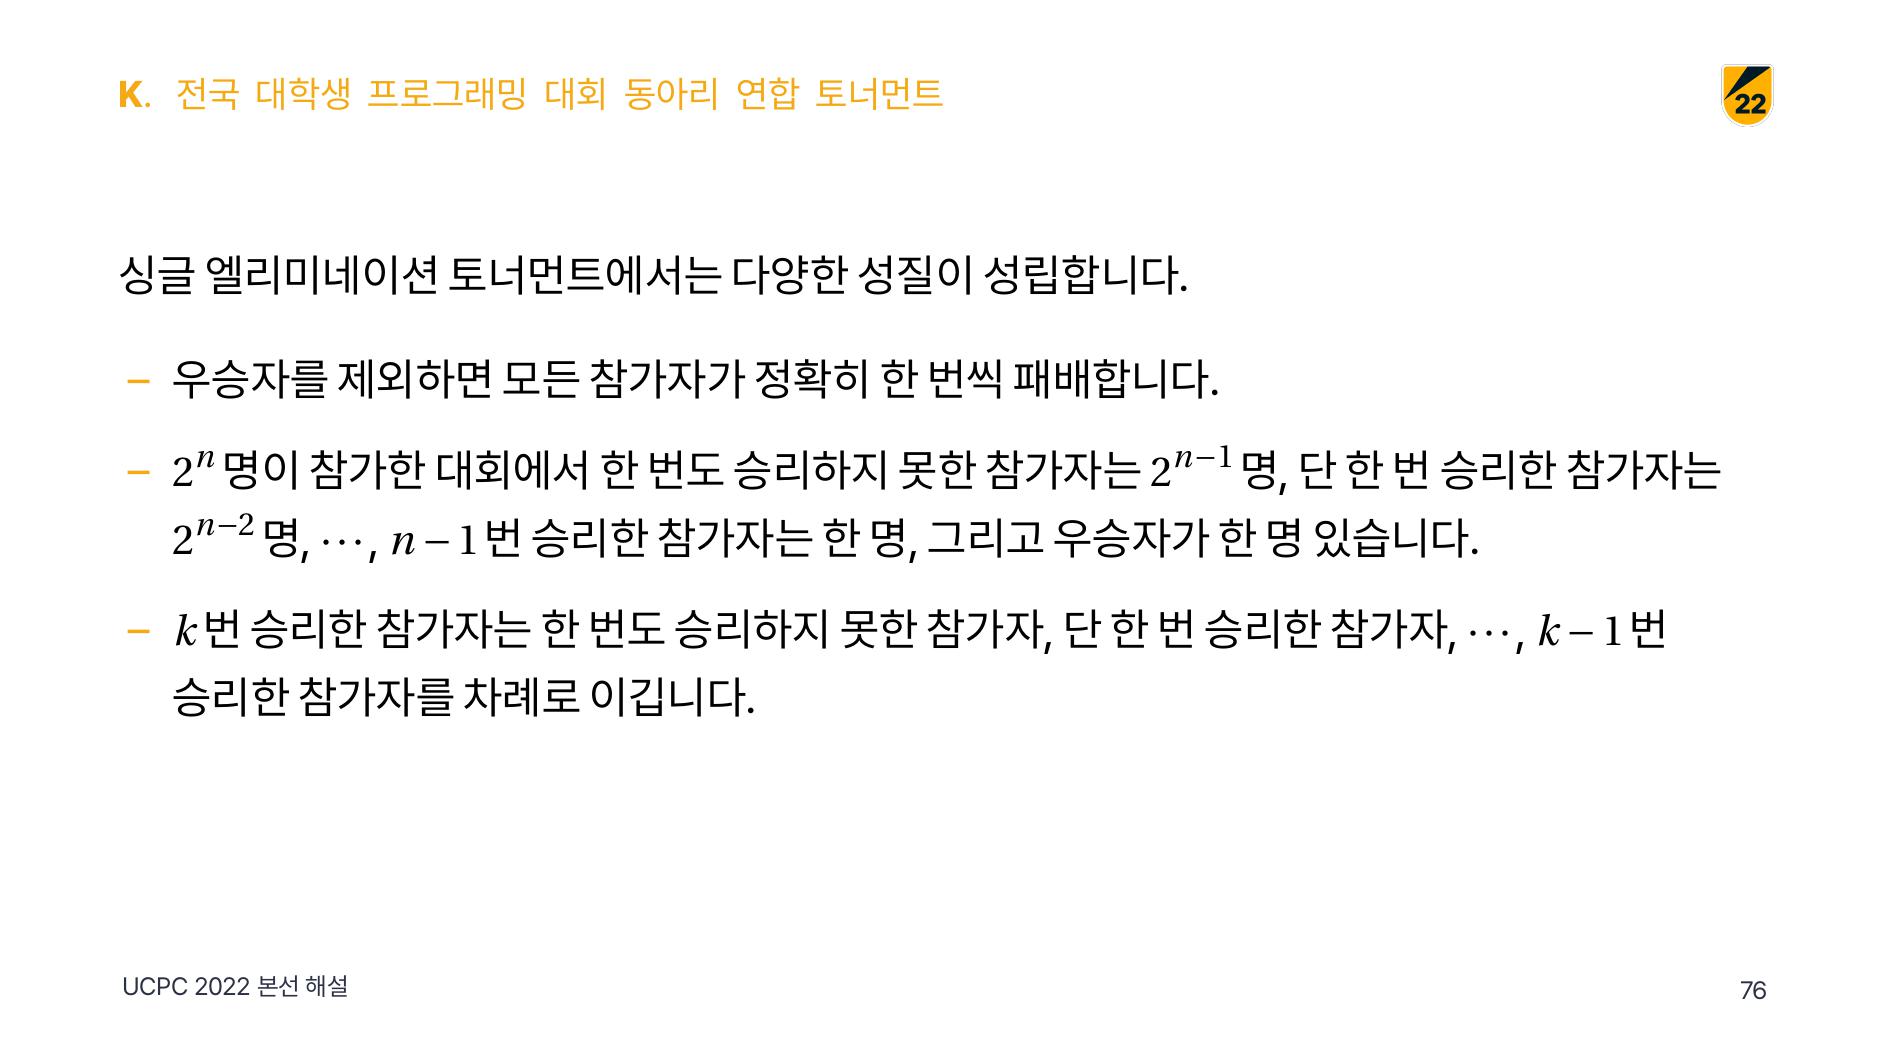 K. 전국 대학생 프로그래밍 대회 동아리 연합 토너먼트
22
싱글 엘리미네이션 토너먼트에서는 다양한 성질이 성립합니다.
– 우승자를 제외하면 모든 참가자가 정확히 한 번씩 패배합니다.
– 2^n 명이 참가한 대회에서 한 번도 승리하지 못한 참가자는 2^{n−1} 명, 단 한 번 승리한 참가자는
2^{n−2} 명, ⋯, n − 1 번 승리한 참가자는 한 명, 그리고 우승자가 한 명 있습니다.
– k 번 승리한 참가자는 한 번도 승리하지 못한 참가자, 단 한 번 승리한 참가자, ⋯, k − 1 번
승리한 참가자를 차례로 이깁니다.
UCPC 2022 본선 해설
76